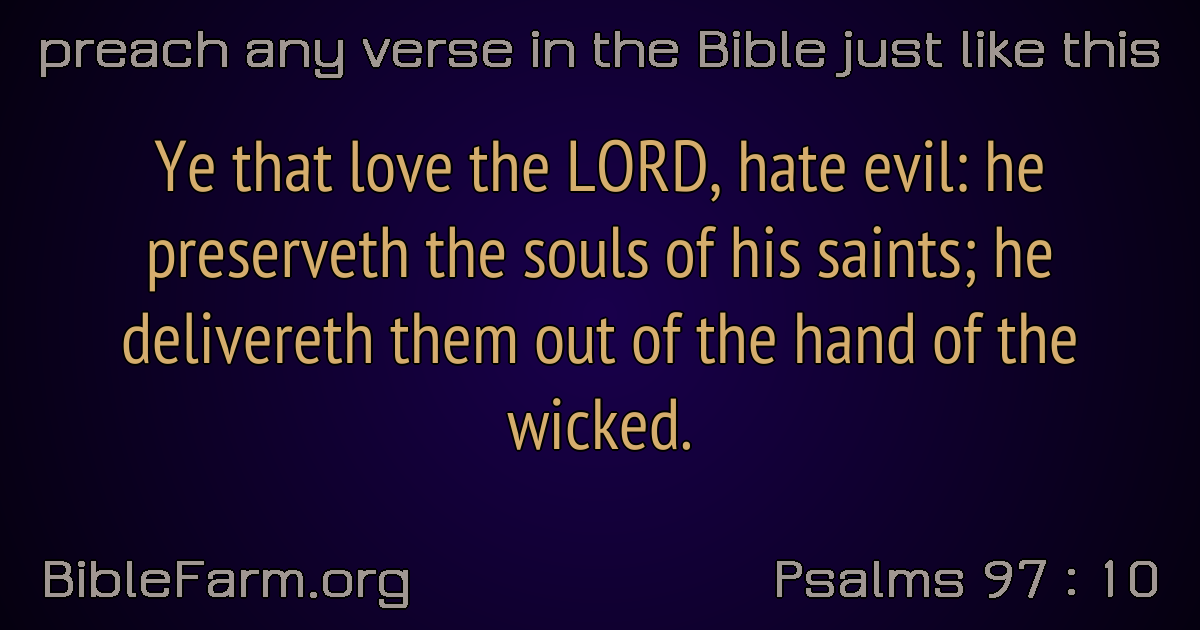 preach any verse in the Bible just like this
Ye that love the LORD, hate evil: he
preserveth the souls of his saints; he
delivereth them out of the hand of the
wicked.
BibleFarm.org
Psalms 97 : 10